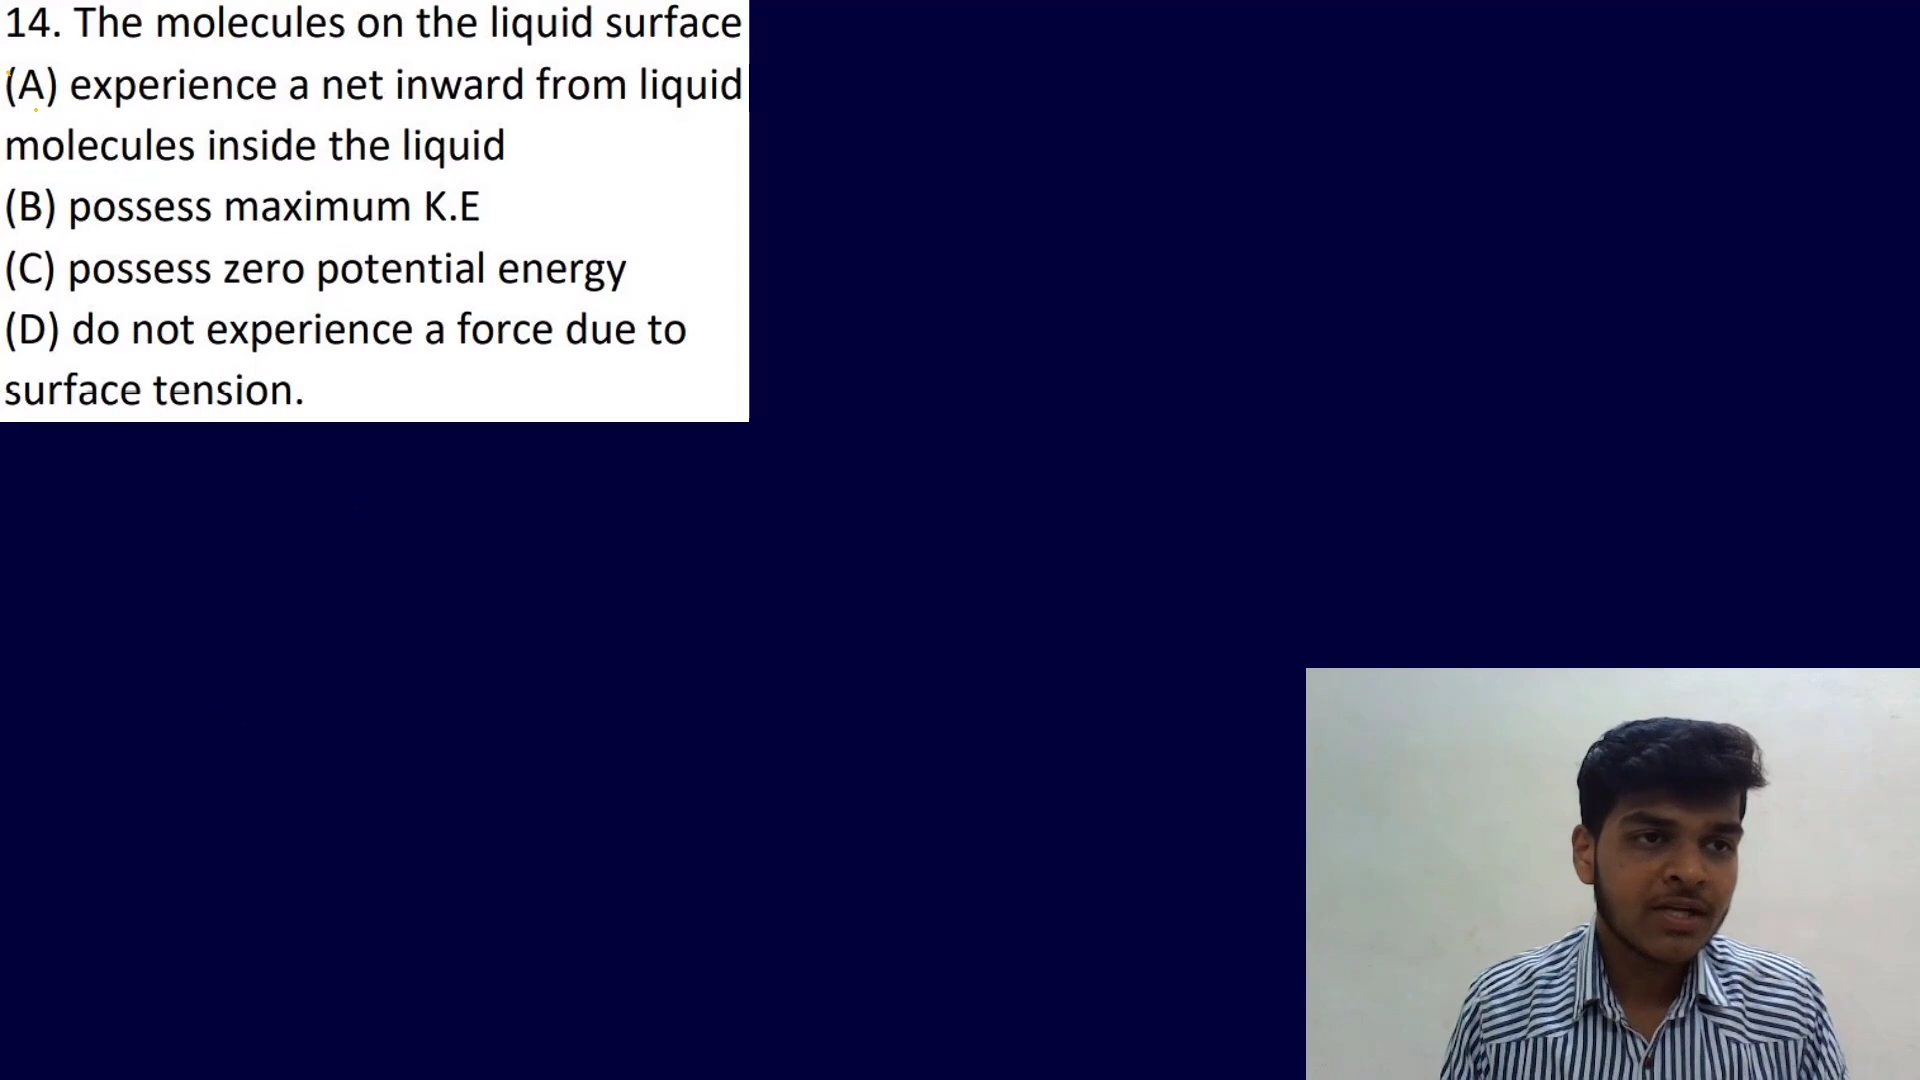 14. The molecules on the liquid surface
(A) experience a net inward from liquid
molecules inside the liquid
(B) possess maximum K.E
(C) possess zero potential energy
(D) do not experience a force due to
surface tension.